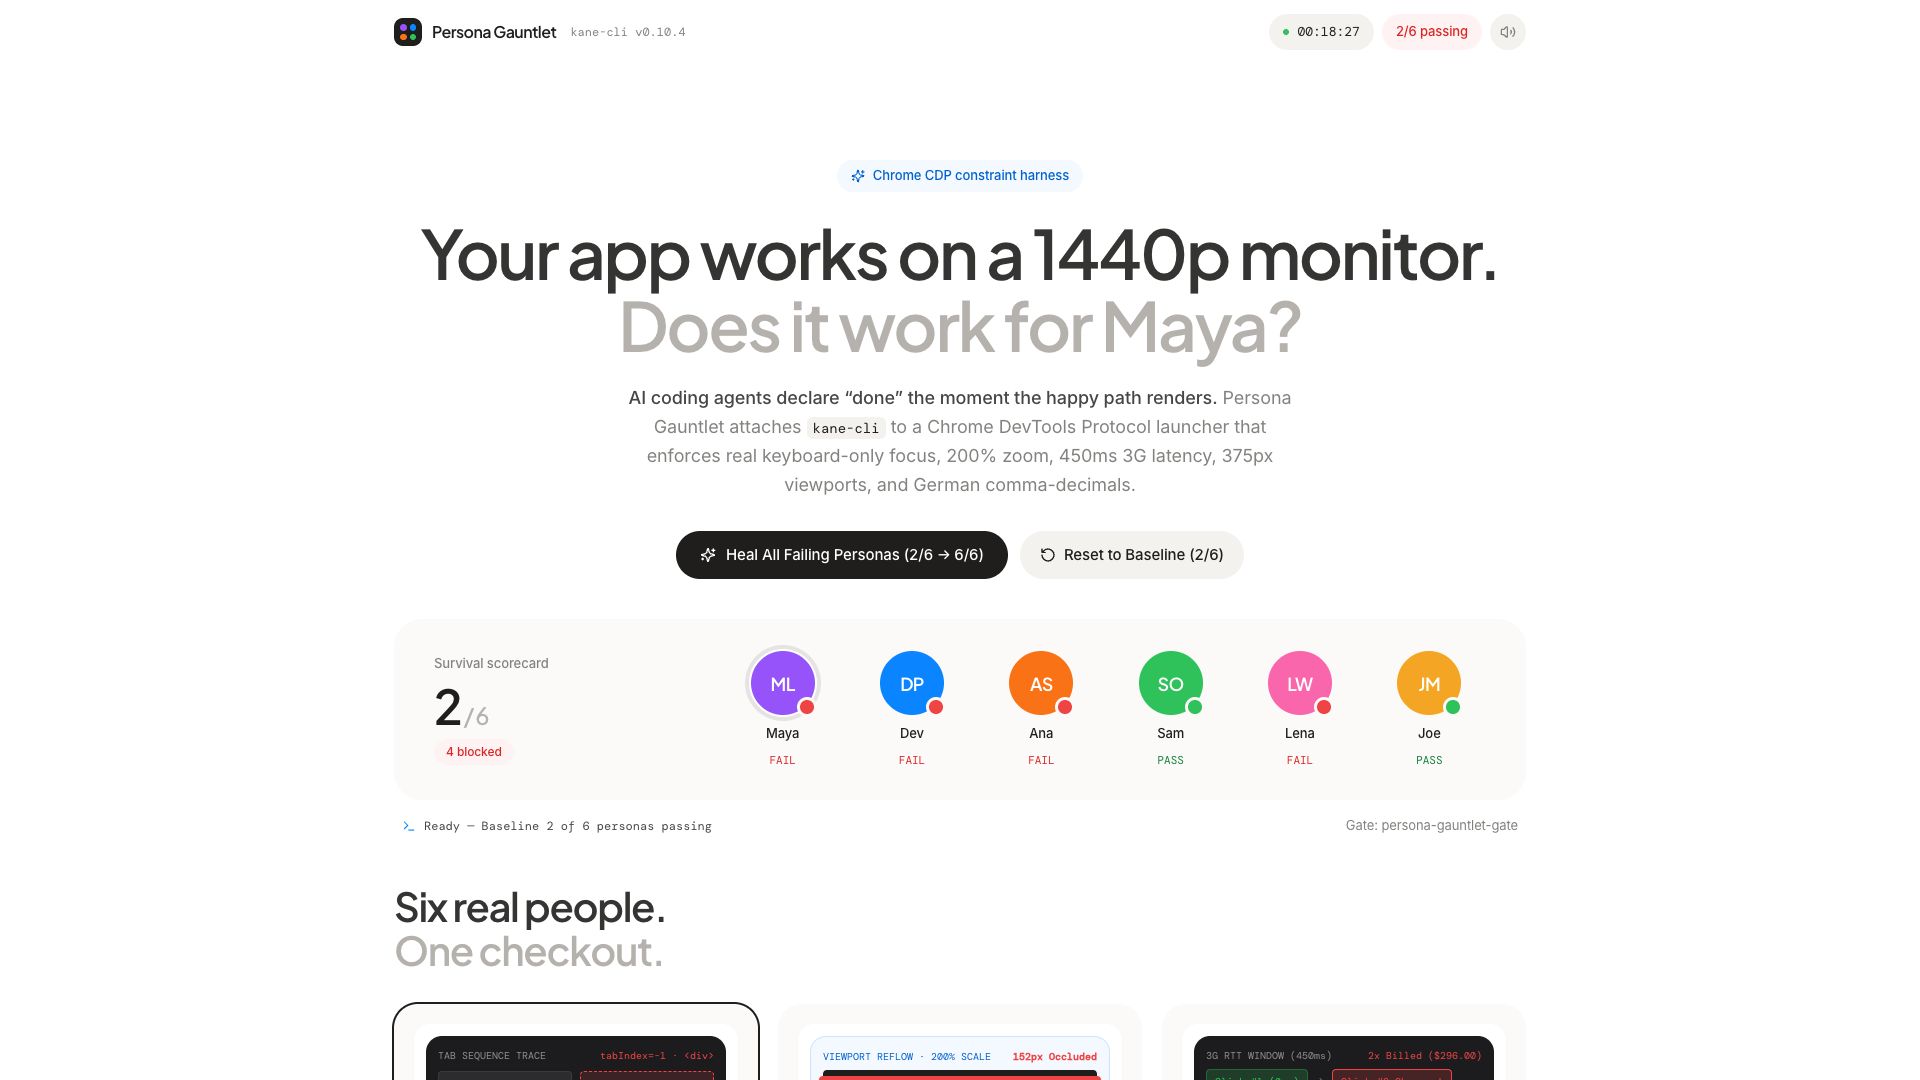 Persona Gauntlet kane-cli v0.10.4
00:18:27
2/6 passing
Chrome CDP constraint harness
Your app works on a 1440p monitor.
Does it work for Maya?
AI coding agents declare “done” the moment the happy path renders. Persona
Gauntlet attaches kane-cli to a Chrome DevTools Protocol launcher that
enforces real keyboard-only focus, 200% zoom, 450ms 3G latency, 375px
viewports, and German comma-decimals.
Heal All Failing Personas (2/6 → 6/6)
Reset to Baseline (2/6)
Survival scorecard
2/6
4 blocked
ML
Maya
FAIL
DP
Dev
FAIL
AS
Ana
FAIL
SO
Sam
PASS
LW
Lena
FAIL
JM
Joe
PASS
Ready — Baseline 2 of 6 personas passing
Gate: persona-gauntlet-gate
Six real people.
One checkout.
TAB SEQUENCE TRACE
tabIndex=-1 · <div>
VIEWPORT REFLOW · 200% SCALE
152px Occluded
3G RTT WINDOW (450ms)
2x Billed ($296.00)